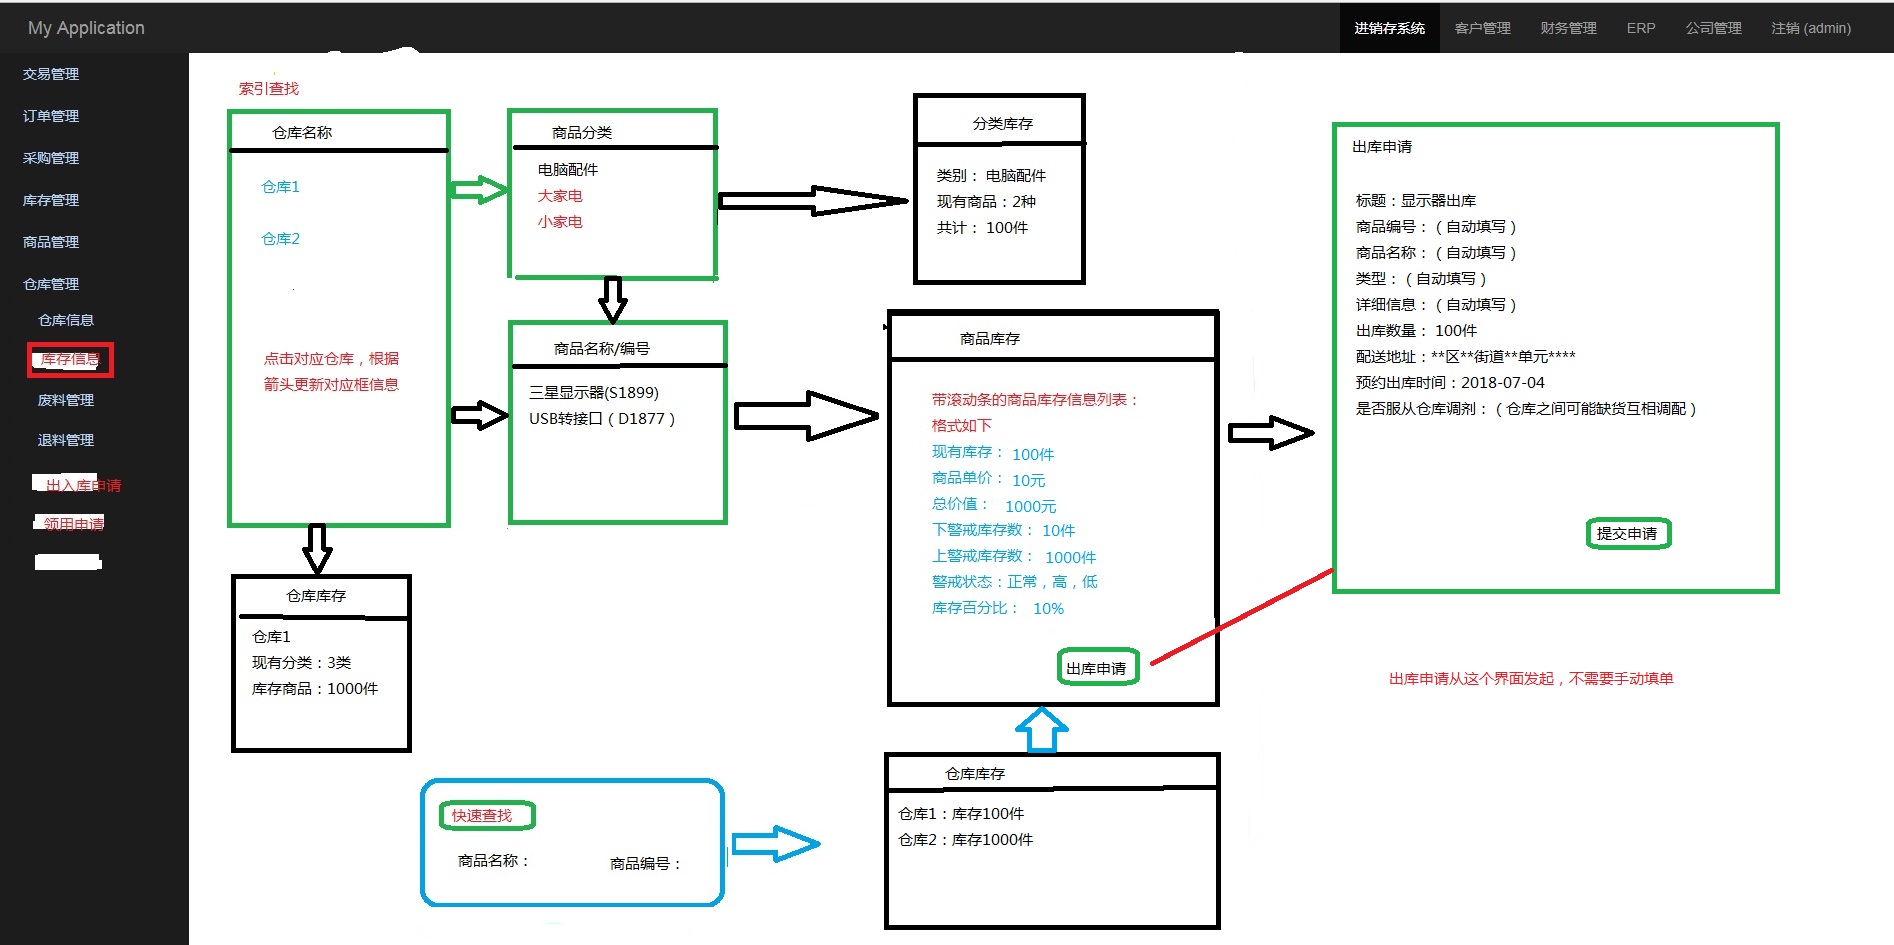 My Application
进销存系统
客户管理
财务管理
ERP
公司管理
注销 (admin)
交易管理
订单管理
采购管理
库存管理
商品管理
仓库管理
仓库信息
库存信息
废料管理
退料管理
出入库申请
领用申请
索引查找
仓库名称
仓库1
仓库2
点击对应仓库，根据
箭头更新对应框信息
商品分类
电脑配件
大家电
小家电
分类库存
类别： 电脑配件
现有商品：2种
共计： 100件
商品名称/编号
三星显示器(S1899)
USB转接口（D1877）
商品库存
带滚动条的商品库存信息列表：
格式如下
现有库存： 100件
商品单价： 10元
总价值： 1000元
下警戒库存数： 10件
上警戒库存数： 1000件
警戒状态：正常，高，低
库存百分比： 10%
出库申请
出库申请
标题：显示器出库
商品编号：（自动填写）
商品名称：（自动填写）
类型：（自动填写）
详细信息：（自动填写）
出库数量： 100件
配送地址：**区**街道**单元****
预约出库时间：2018-07-04
是否服从仓库调剂：（仓库之间可能缺货互相调配）
提交申请
出库申请从这个界面发起，不需要手动填单
仓库库存
仓库1
现有分类：3类
库存商品：1000件
快速查找
商品名称：
商品编号：
仓库库存
仓库1：库存100件
仓库2：库存1000件